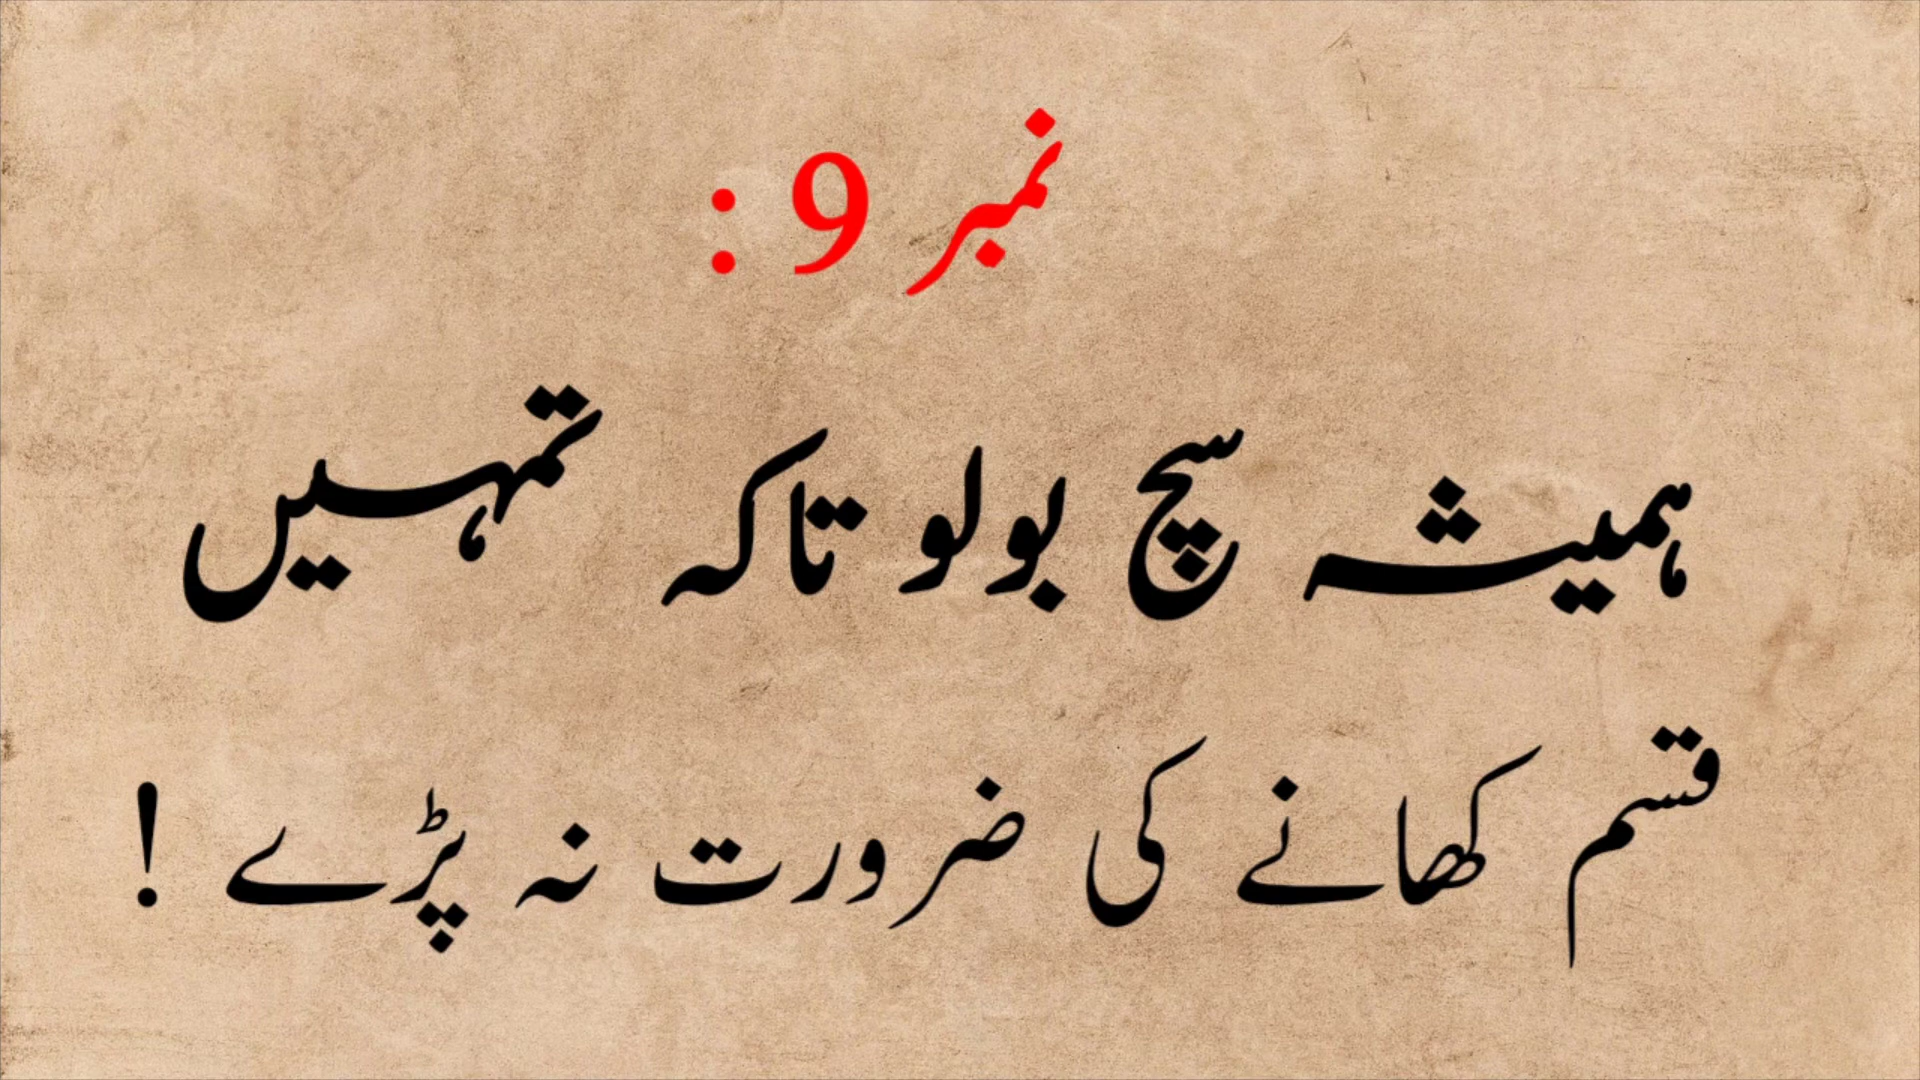 نمبر 9 :
ہمیشہ سچ بولو تاکہ تمہیں
قسم کھانے کی ضرورت نہ پڑے !